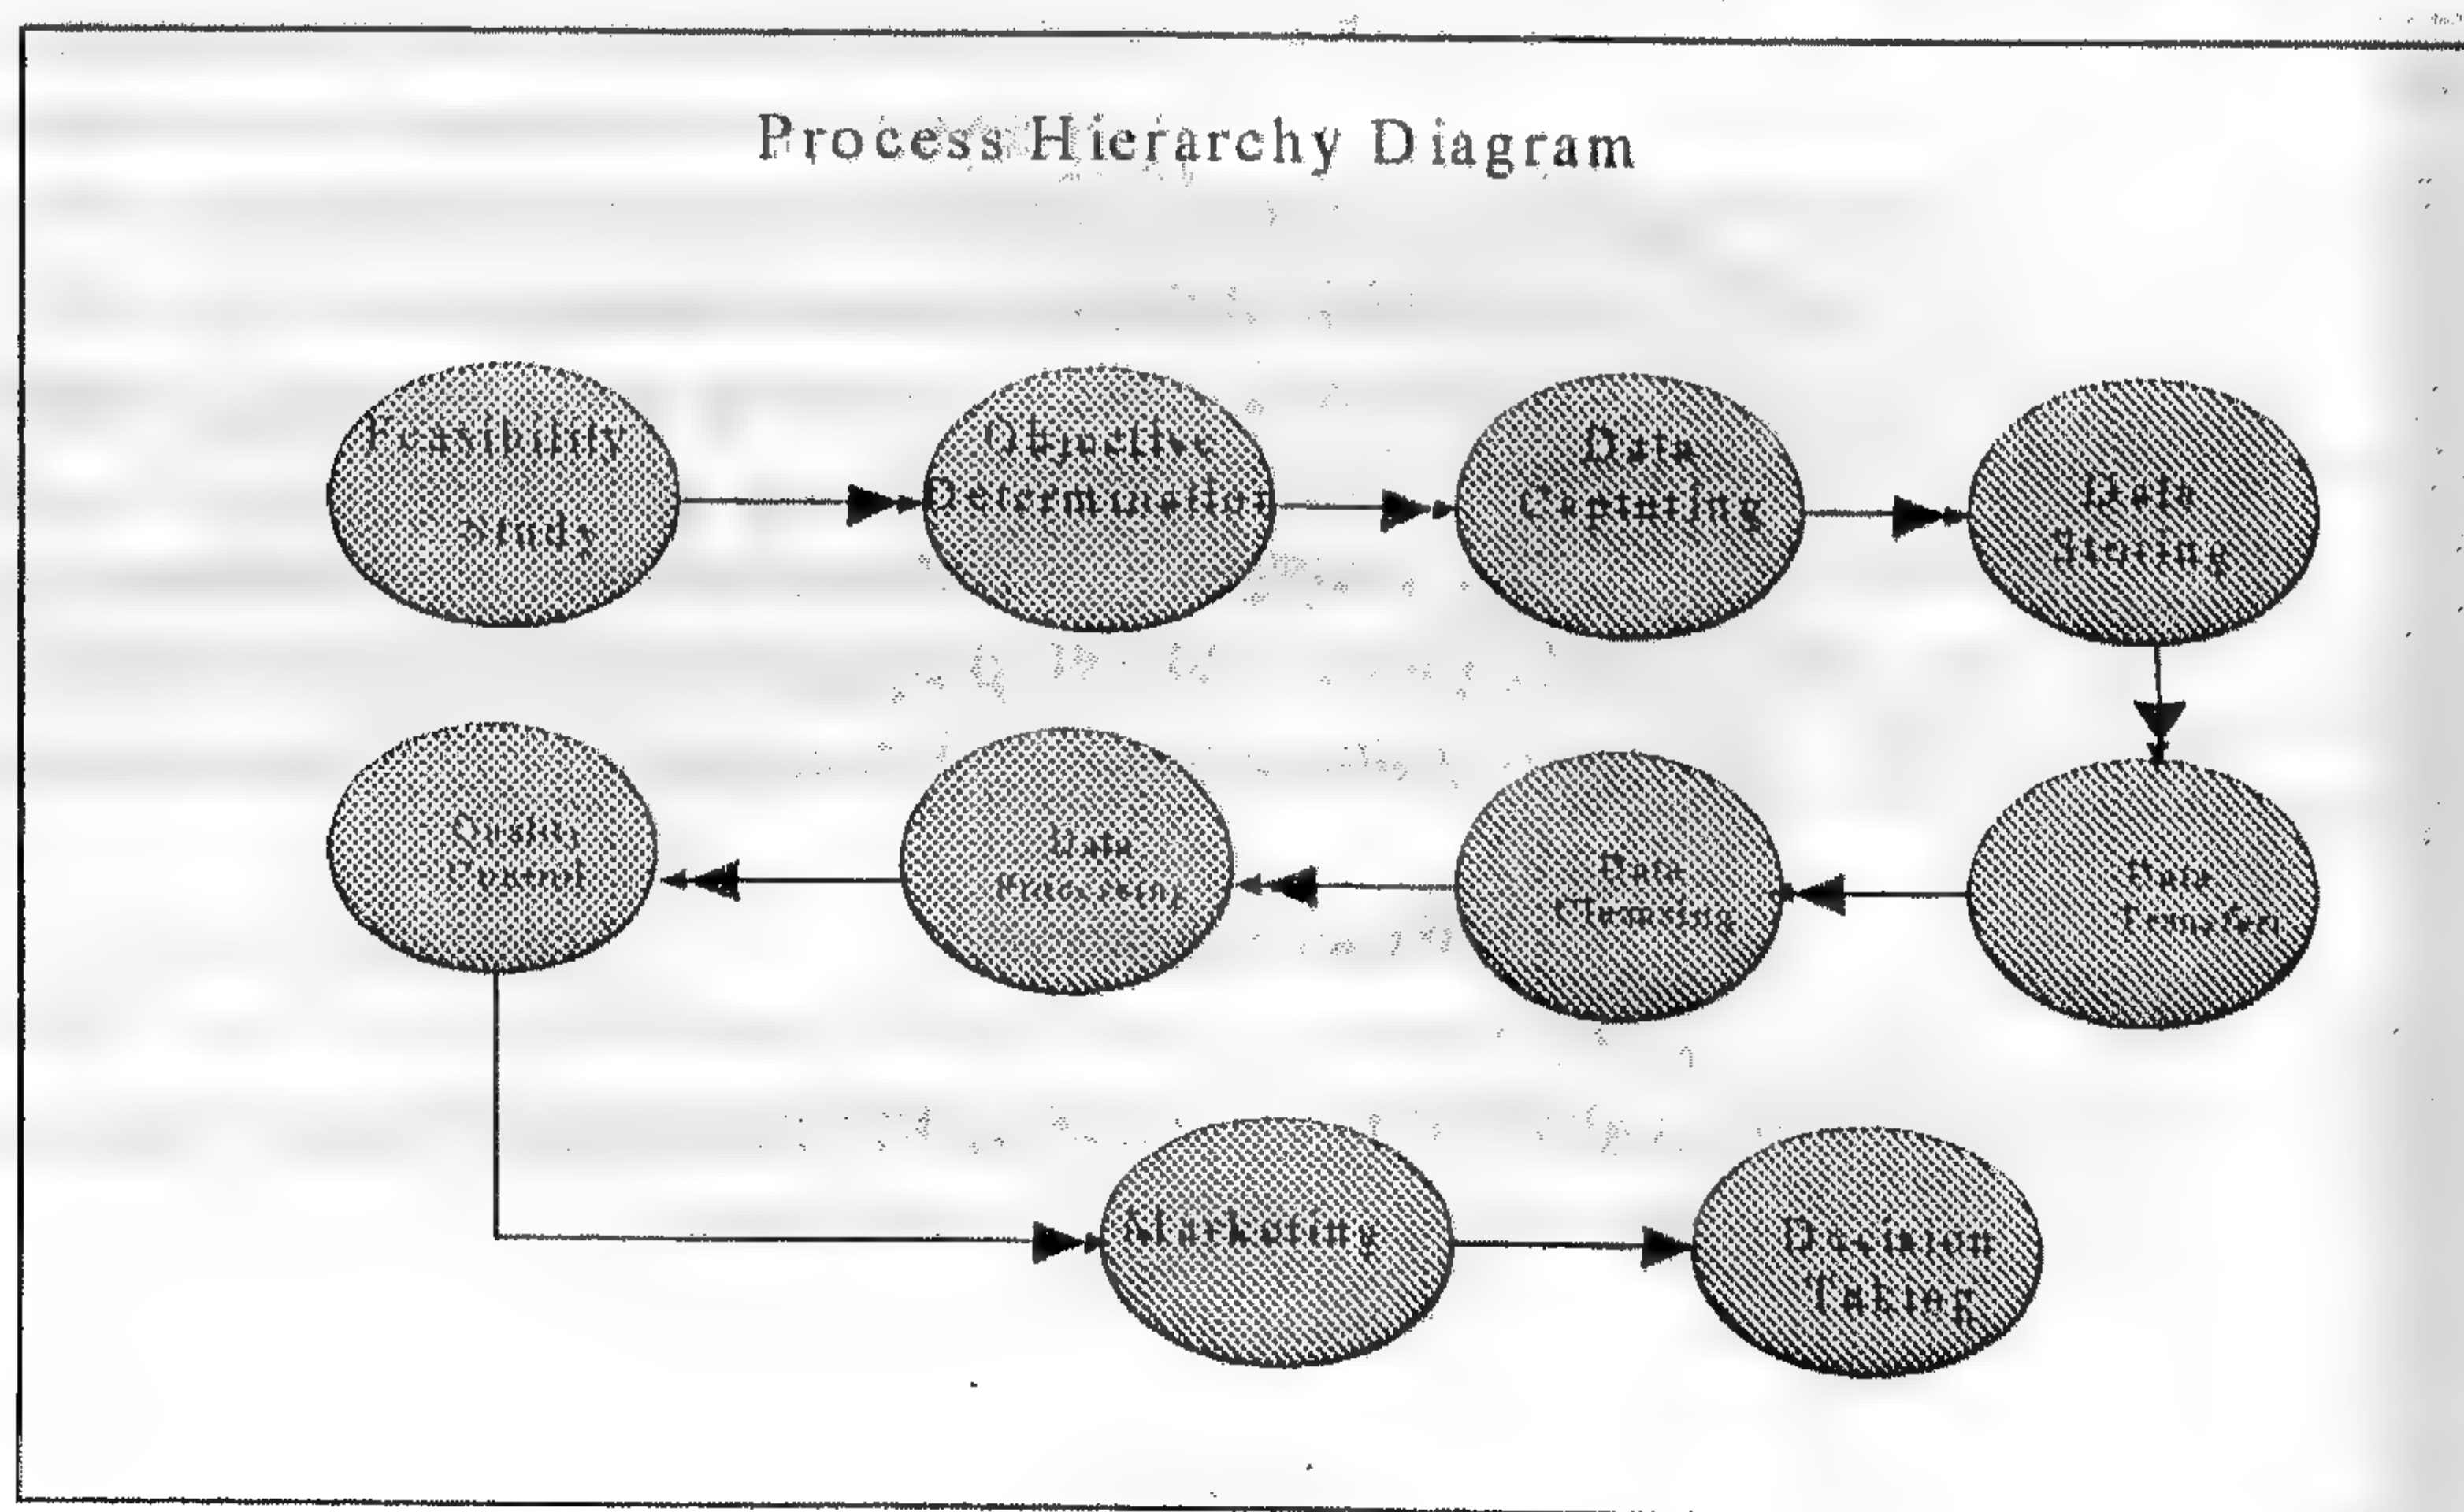 Process Hierarchy Diagram
Feasibility
Study
Objective
Determination
Data
Capturing
Data
Storing
Quality
Control
Data
Processing
Data
Cleansing
Data
Marketing
Decision
Taking